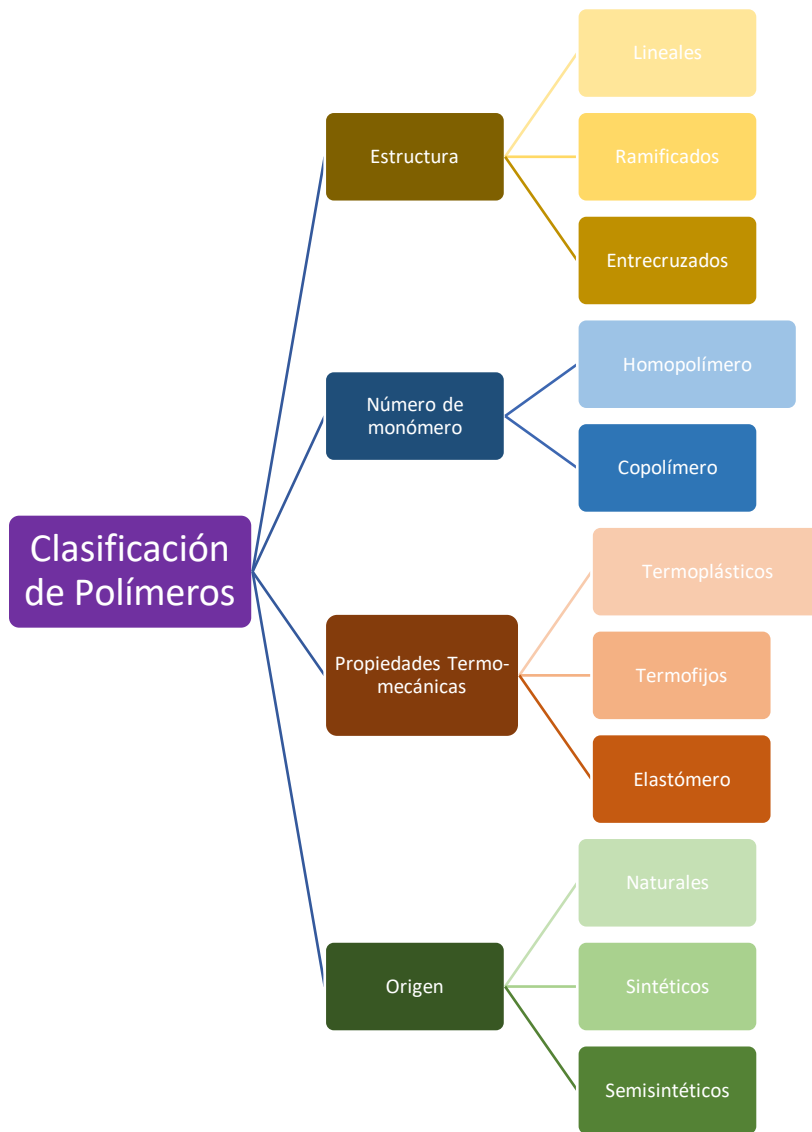 Clasificación
de Polímeros
Estructura
Lineales
Ramificados
Entrecruzados
Número de
monómero
Homopolímero
Copolímero
Propiedades Termo-
mecánicas
Termoplásticos
Termofijos
Elastómero
Origen
Naturales
Sintéticos
Semisintéticos